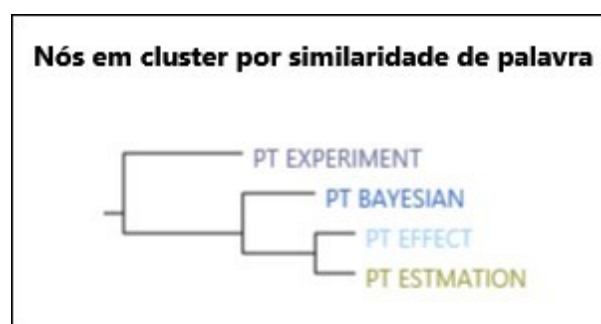 Nós em cluster por similaridade de palavra
PT EXPERIMENT
PT BAYESIAN
PT EFFECT
PT ESTMATION